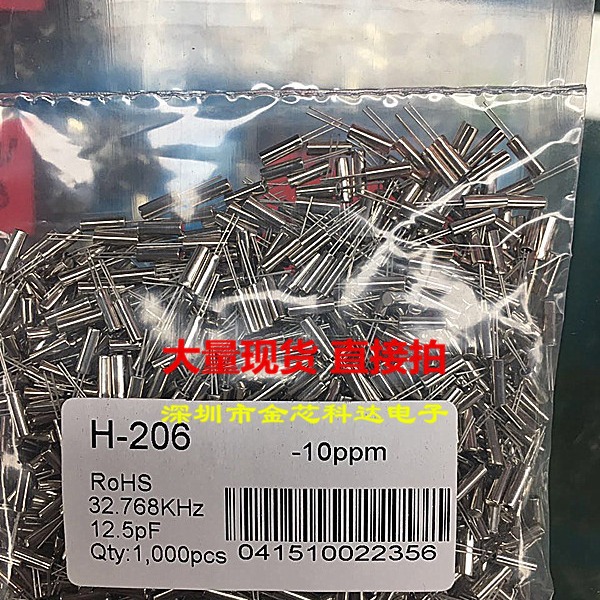 大量现货 直接拍
深圳市金芯科达电子
H-206
-10ppm
RoHS
32.768KHz
12.5pF
Qty:1,000pcs
041510022356